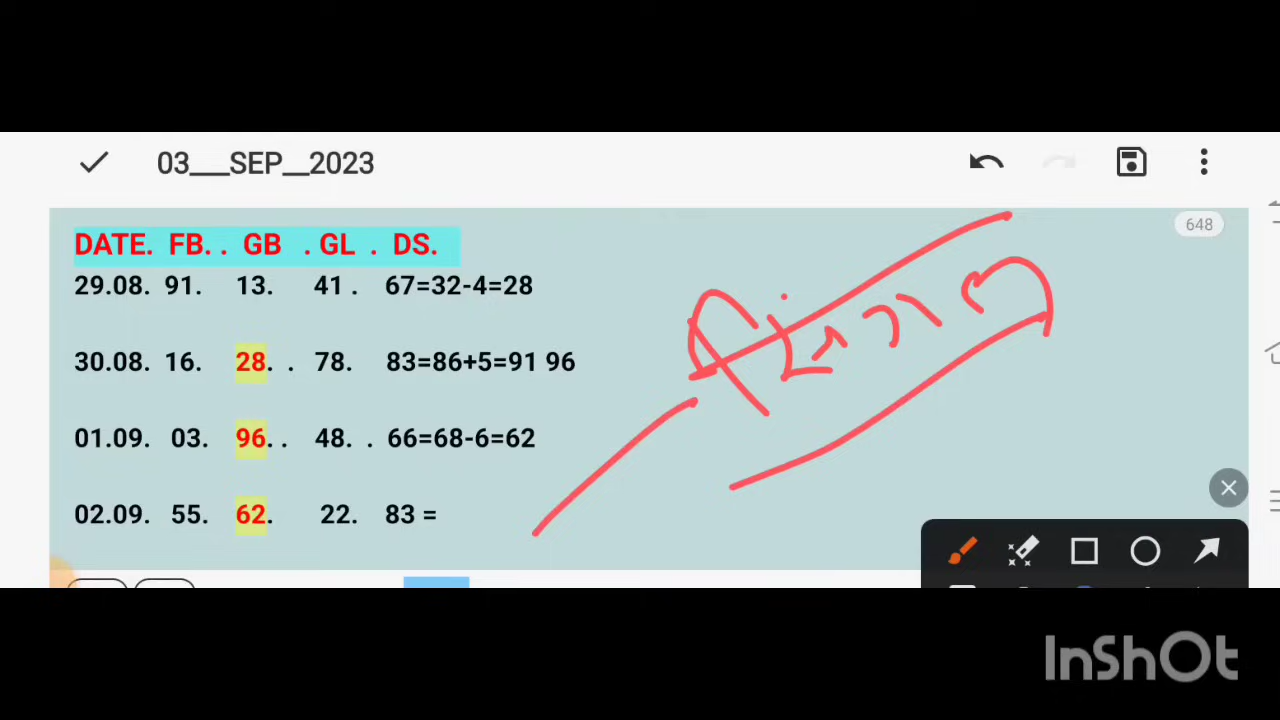 03___SEP__2023
648
DATE. FB. . GB . GL . DS.
29.08. 91. 13. 41 . 67=32-4=28
30.08. 16. 28. . 78. 83=86+5=91 96
01.09. 03. 96. . 48. . 66=68-6=62
02.09. 55. 62. 22. 83 =
InShOt